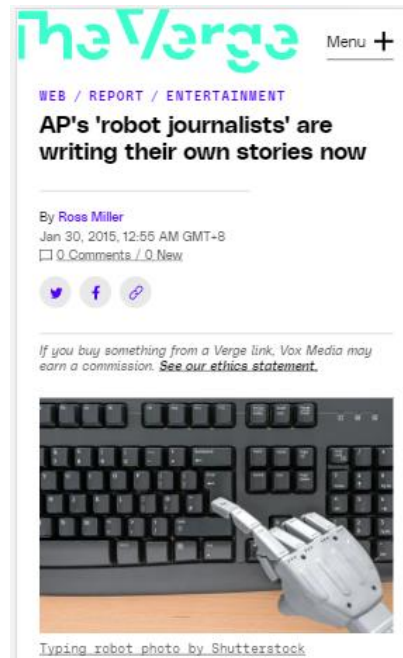 The Verge
Menu +
WEB / REPORT / ENTERTAINMENT
AP's 'robot journalists' are
writing their own stories now
By Ross Miller
Jan 30, 2015, 12:55 AM GMT+8
0 Comments / 0 New
If you buy something from a Verge link, Vox Media may
earn a commission. See our ethics statement.
Typing robot photo by Shutterstock